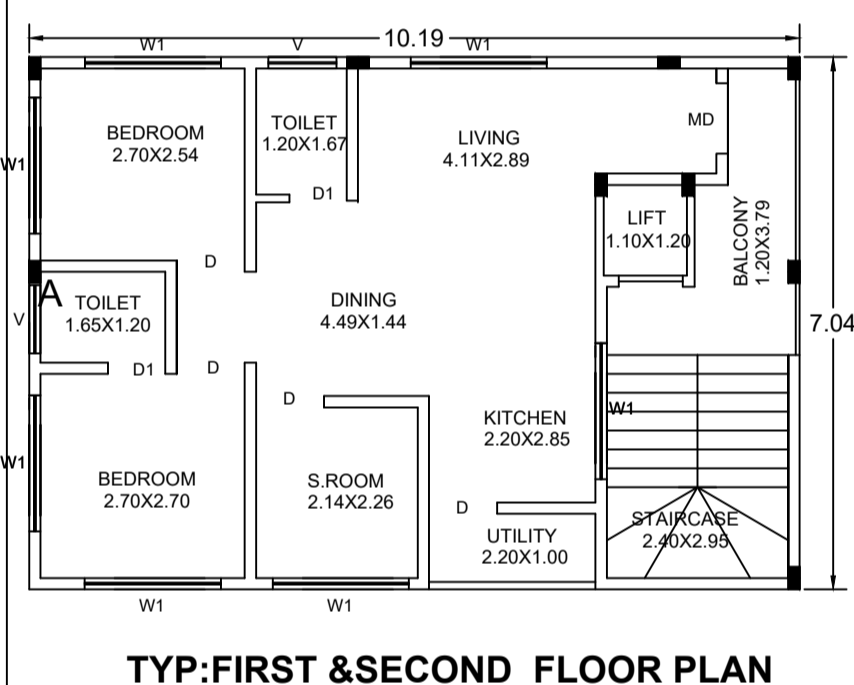 10.19
W1
V
W1
BEDROOM
2.70X2.54
TOILET
1.20X1.67
LIVING
4.11X2.89
MD
W1
D1
LIFT
1.10X1.20
BALCONY
1.20X3.79
D
A
TOILET
1.65X1.20
DINING
4.49X1.44
V
7.04
D1
D
D
W1
KITCHEN
2.20X2.85
W1
BEDROOM
2.70X2.70
S.ROOM
2.14X2.26
D
UTILITY
2.20X1.00
STAIRCASE
2.40X2.95
W1
W1
TYP:FIRST &SECOND FLOOR PLAN